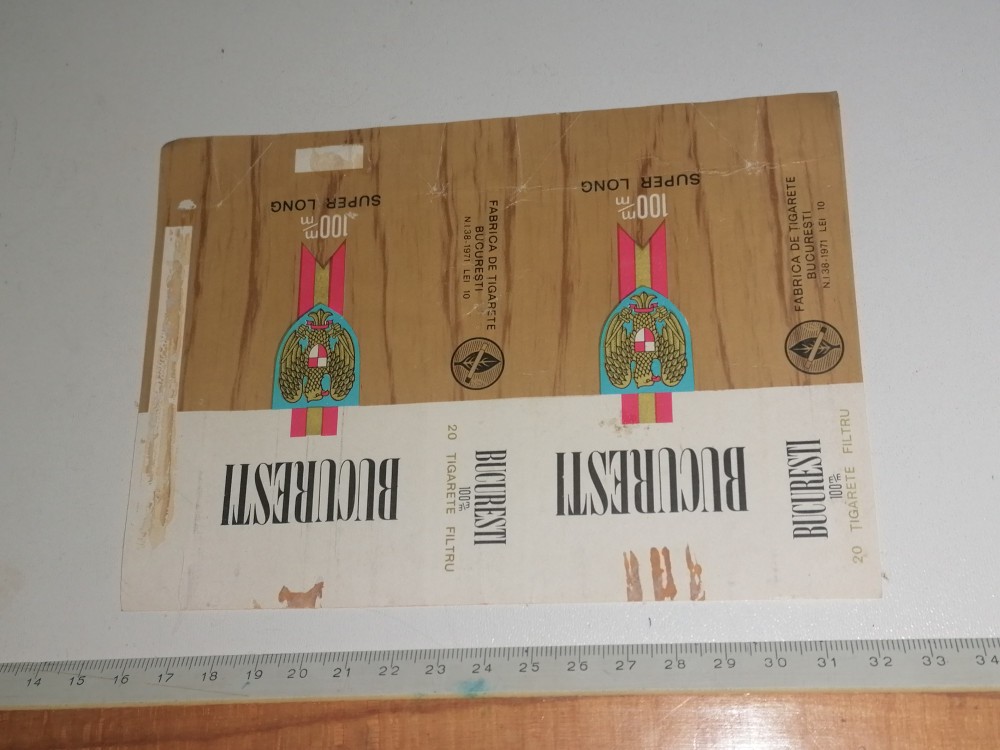 SUPER LONG
100 m/m
BUCURESTI
FABRICA DE TIGARETE
BUCURESTI
N.I 38-1971 LEI 10
BUCURESTI
100 m/m
20 TIGARETE FILTRU
SUPER LONG
100 m/m
BUCURESTI
FABRICA DE TIGARETE
BUCURESTI
N.I 38-1971 LEI 10
BUCURESTI
100 m/m
20 TIGARETE FILTRU
14 15 16 17 18 19 20 21 22 23 24 25 26 27 28 29 30 31 32 33 34